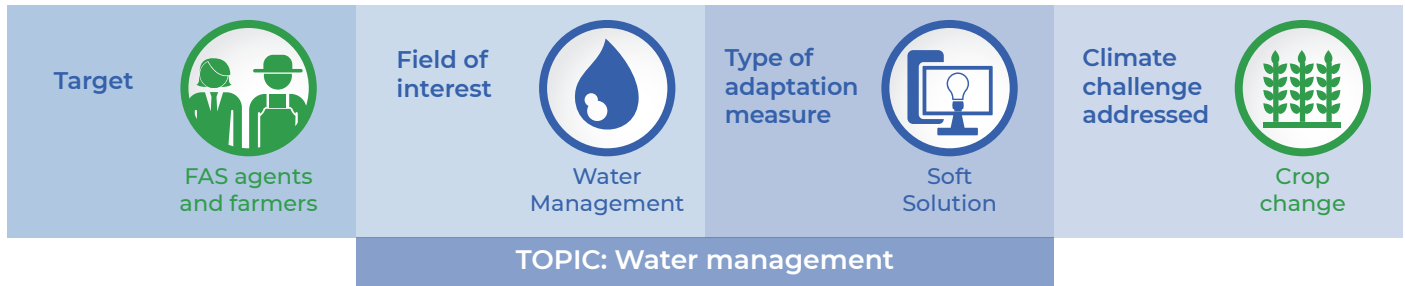 Target
FAS agents
and farmers
Field of
interest
Water
Management
Type of
adaptation
measure
Soft
Solution
Climate
challenge
addressed
Crop
change
TOPIC: Water management